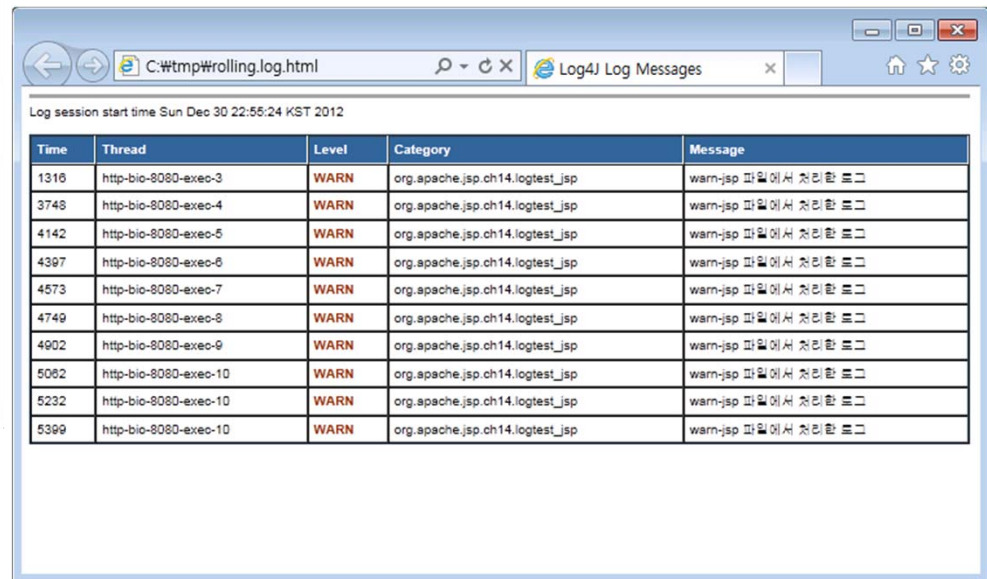 C:₩tmp₩rolling.log.html
Log4J Log Messages
Log session start time Sun Dec 30 22:55:24 KST 2012
Time Thread Level Category Message
1316 http-bio-8080-exec-3 WARN org.apache.jsp.ch14.logtest_jsp warn-jsp 파일에서 처리한 로그
3748 http-bio-8080-exec-4 WARN org.apache.jsp.ch14.logtest_jsp warn-jsp 파일에서 처리한 로그
4142 http-bio-8080-exec-5 WARN org.apache.jsp.ch14.logtest_jsp warn-jsp 파일에서 처리한 로그
4397 http-bio-8080-exec-6 WARN org.apache.jsp.ch14.logtest_jsp warn-jsp 파일에서 처리한 로그
4573 http-bio-8080-exec-7 WARN org.apache.jsp.ch14.logtest_jsp warn-jsp 파일에서 처리한 로그
4749 http-bio-8080-exec-8 WARN org.apache.jsp.ch14.logtest_jsp warn-jsp 파일에서 처리한 로그
4902 http-bio-8080-exec-9 WARN org.apache.jsp.ch14.logtest_jsp warn-jsp 파일에서 처리한 로그
5062 http-bio-8080-exec-10 WARN org.apache.jsp.ch14.logtest_jsp warn-jsp 파일에서 처리한 로그
5232 http-bio-8080-exec-10 WARN org.apache.jsp.ch14.logtest_jsp warn-jsp 파일에서 처리한 로그
5399 http-bio-8080-exec-10 WARN org.apache.jsp.ch14.logtest_jsp warn-jsp 파일에서 처리한 로그